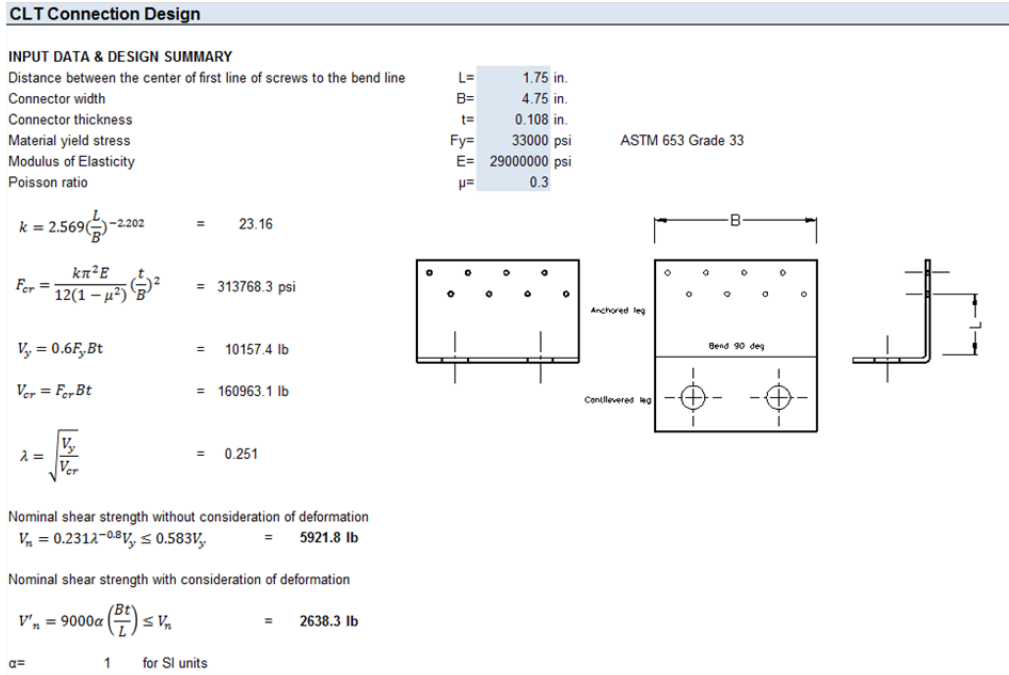 CLT Connection Design
INPUT DATA & DESIGN SUMMARY
Distance between the center of first line of screws to the bend line L= 1.75 in.
Connector width B= 4.75 in.
Connector thickness t= 0.108 in.
Material yield stress Fy= 33000 psi ASTM 653 Grade 33
Modulus of Elasticity E= 29000000 psi
Poisson ratio μ= 0.3
k = 2.569(L/B)^−2.202 = 23.16
F_cr = kπ²E / 12(1 − μ²) (t/B)² = 313768.3 psi
V_y = 0.6F_yBt = 10157.4 lb
V_cr = F_crBt = 160963.1 lb
λ = √(V_y/V_cr) = 0.251
B
Anchored leg
Bend 90 deg
Cantilevered leg
L
Nominal shear strength without consideration of deformation
V_n = 0.231λ^−0.8V_y ≤ 0.583V_y = 5921.8 lb
Nominal shear strength with consideration of deformation
V'_n = 9000α (Bt/L) ≤ V_n = 2638.3 lb
α= 1 for SI units